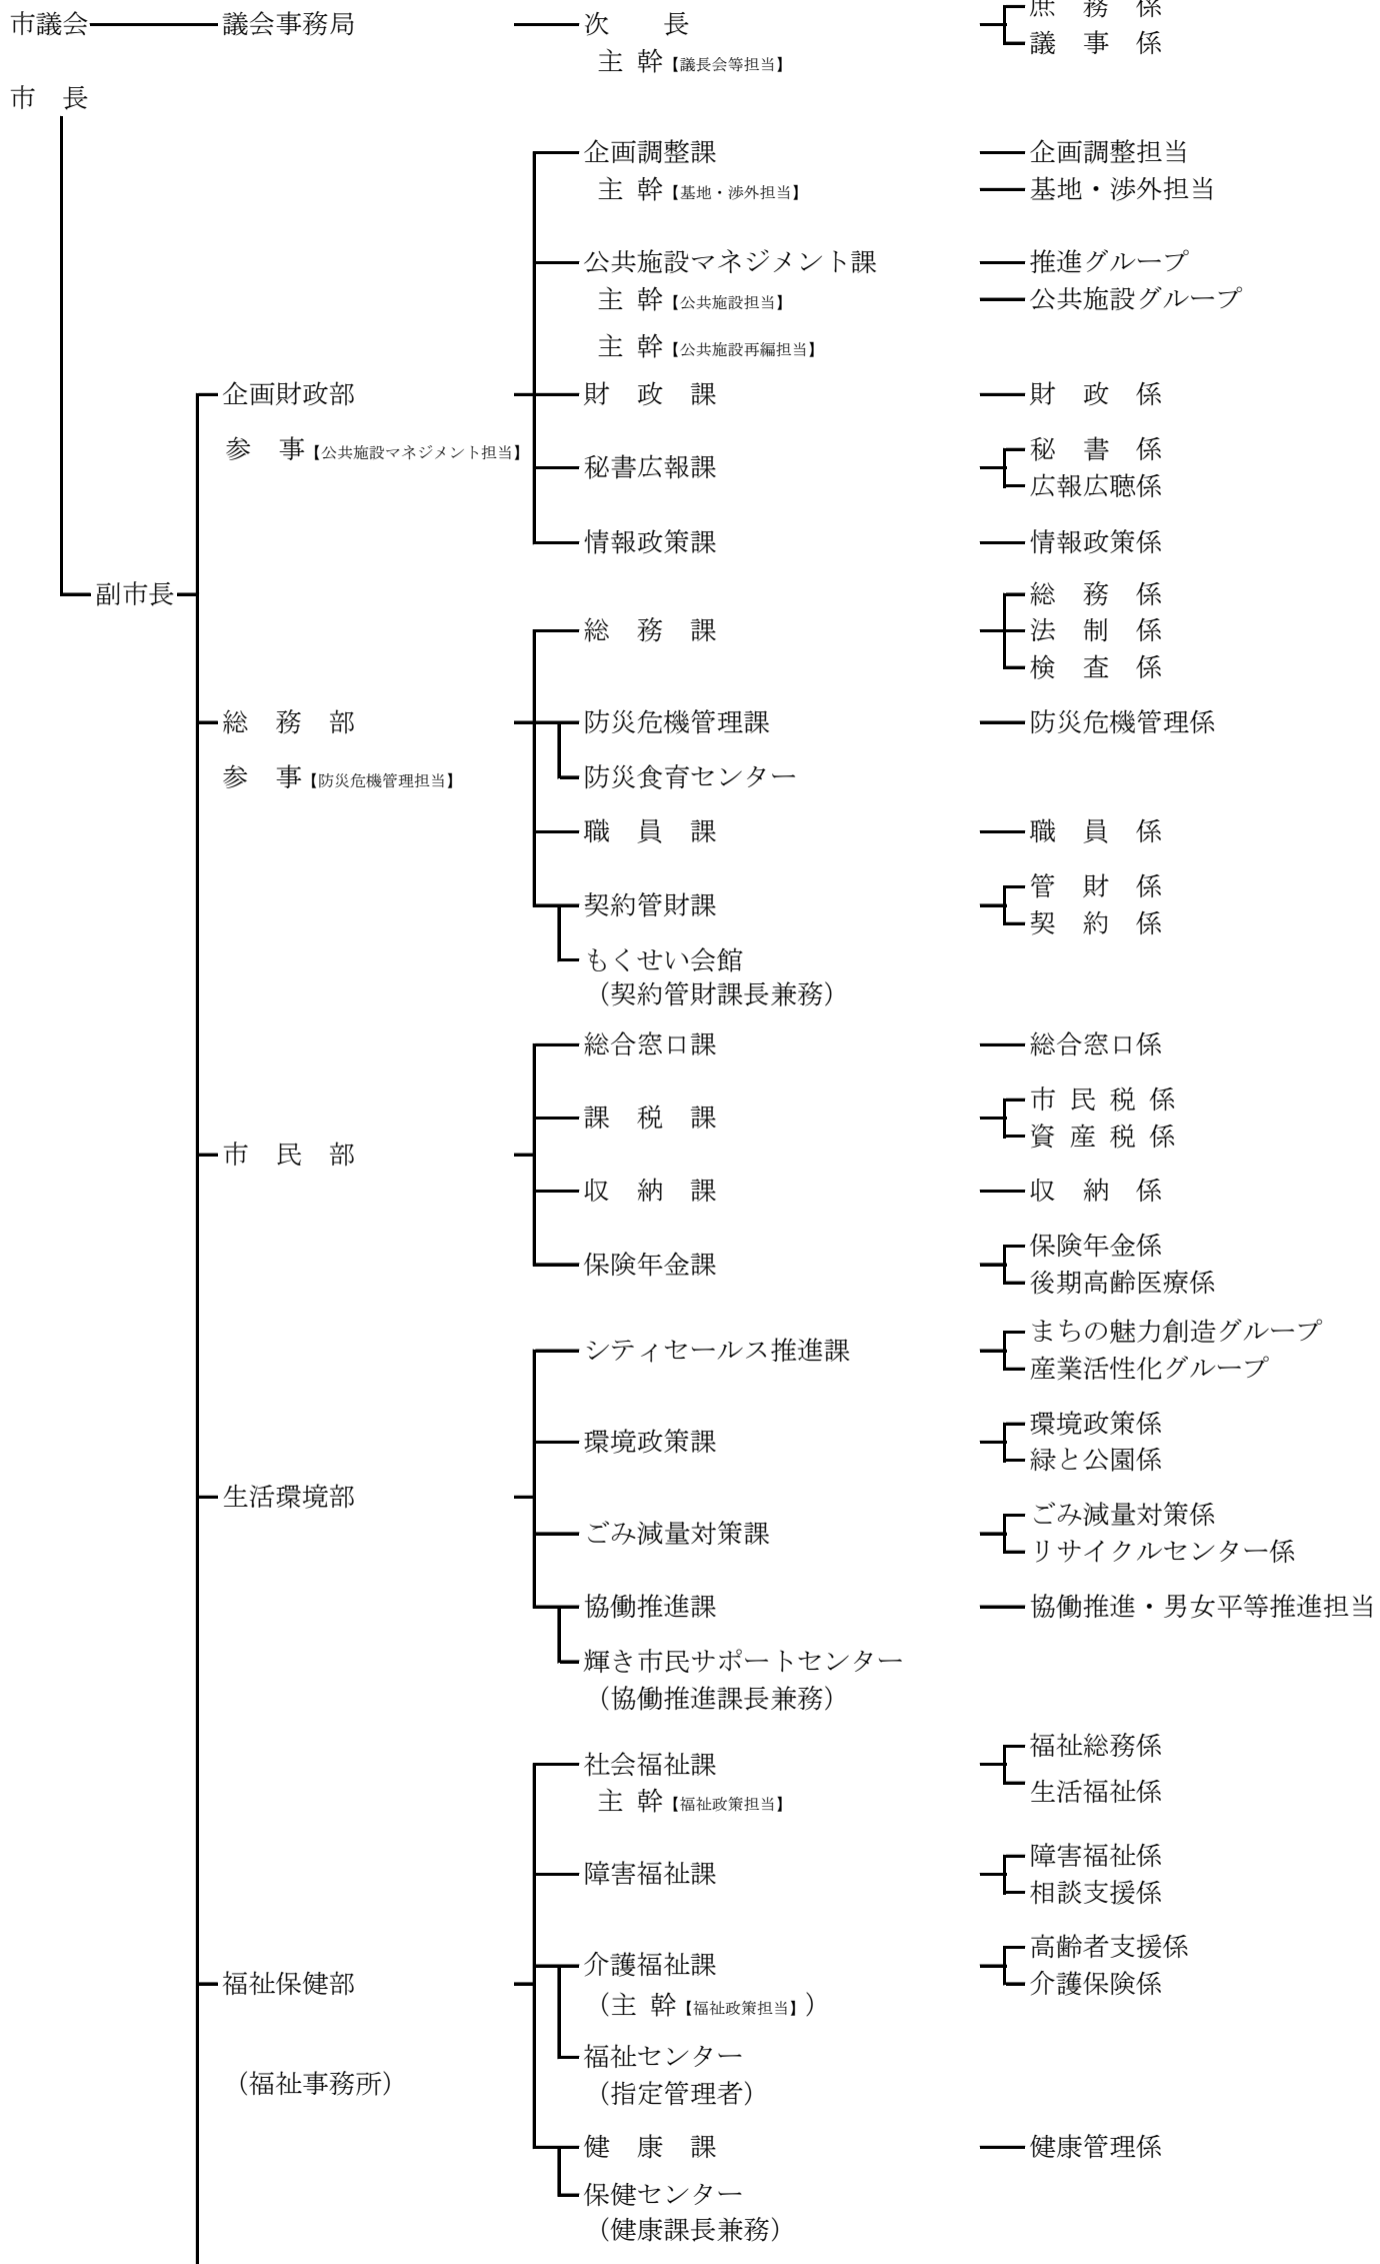 市議会 議会事務局 次 長 庶 務 係
議 事 係
主 幹【議長会等担当】
市 長
企画調整課 企画調整担当
主 幹【基地・渉外担当】 基地・渉外担当
公共施設マネジメント課 推進グループ
主 幹【公共施設担当】 公共施設グループ
主 幹【公共施設再編担当】
企画財政部 財 政 課 財 政 係
参 事【公共施設マネジメント担当】 秘 書 係
秘書広報課
広報広聴係
情報政策課 情報政策係
副市長 総 務 係
総 務 課 法 制 係
検 査 係
総 務 部 防災危機管理課 防災危機管理係
参 事【防災危機管理担当】 防災食育センター
職 員 課 職 員 係
管 財 係
契約管財課
契 約 係
もくせい会館
（契約管財課長兼務）
総合窓口課 総合窓口係
市 民 税 係
課 税 課
資 産 税 係
市 民 部
収 納 課 収 納 係
保険年金係
保険年金課
後期高齢医療係
まちの魅力創造グループ
シティセールス推進課
産業活性化グループ
環境政策係
環境政策課
緑と公園係
生活環境部
ごみ減量対策係
ごみ減量対策課
リサイクルセンター係
協働推進課 協働推進・男女平等推進担当
輝き市民サポートセンター
（協働推進課長兼務）
福祉総務係
社会福祉課
生活福祉係
主 幹【福祉政策担当】
障害福祉係
障害福祉課
相談支援係
高齢者支援係
介護福祉課
福祉保健部 介護保険係
（主 幹【福祉政策担当】）
福祉センター
（福祉事務所） （指定管理者）
健 康 課 健康管理係
保健センター
（健康課長兼務）